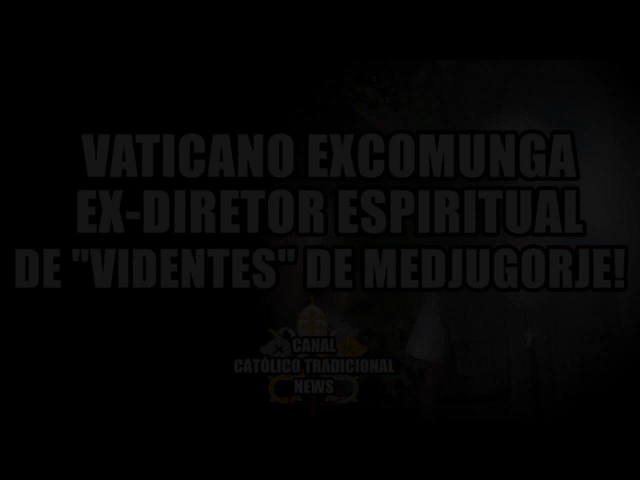 VATICANO EXCOMUNGA
EX-DIRETOR ESPIRITUAL
DE "VIDENTES" DE MEDJUGORJE!
CANAL
CATÓLICO TRADICIONAL
NEWS